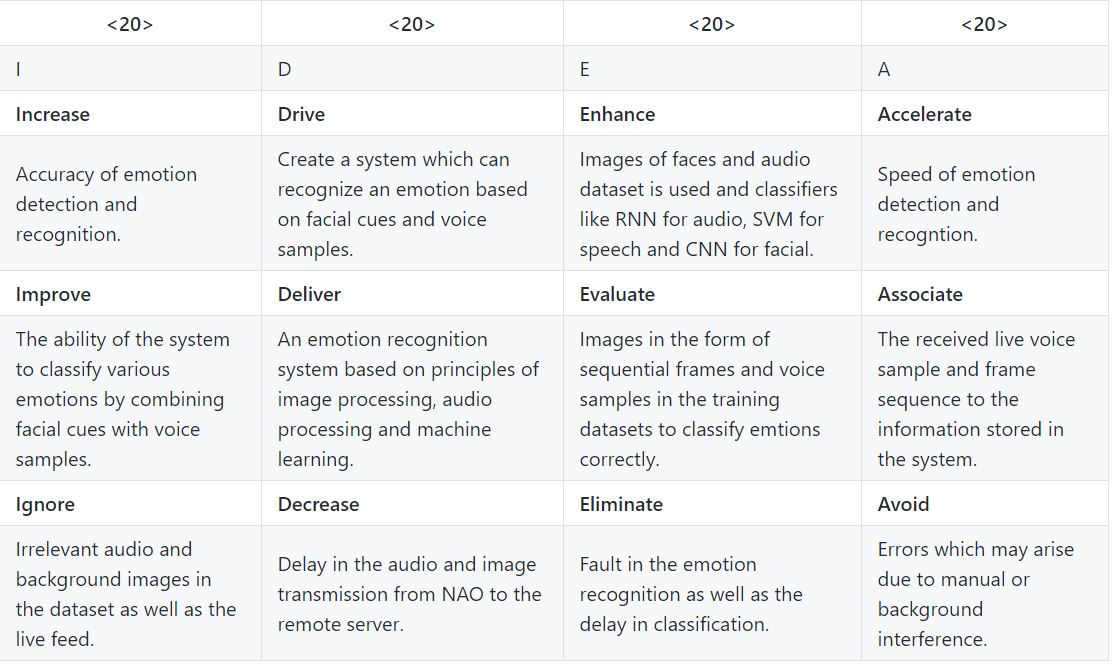 <20>
<20>
<20>
<20>
I
D
E
A
Increase
Drive
Enhance
Accelerate
Accuracy of emotion
detection and
recognition.
Create a system which can
recognize an emotion based
on facial cues and voice
samples.
Images of faces and audio
dataset is used and classifiers
like RNN for audio, SVM for
speech and CNN for facial.
Speed of emotion
detection and
recogntion.
Improve
Deliver
Evaluate
Associate
The ability of the system
to classify various
emotions by combining
facial cues with voice
samples.
An emotion recognition
system based on principles of
image processing, audio
processing and machine
learning.
Images in the form of
sequential frames and voice
samples in the training
datasets to classify emtions
correctly.
The received live voice
sample and frame
sequence to the
information stored in
the system.
Ignore
Decrease
Eliminate
Avoid
Irrelevant audio and
background images in
the dataset as well as the
live feed.
Delay in the audio and image
transmission from NAO to the
remote server.
Fault in the emotion
recognition as well as the
delay in classification.
Errors which may arise
due to manual or
background
interference.